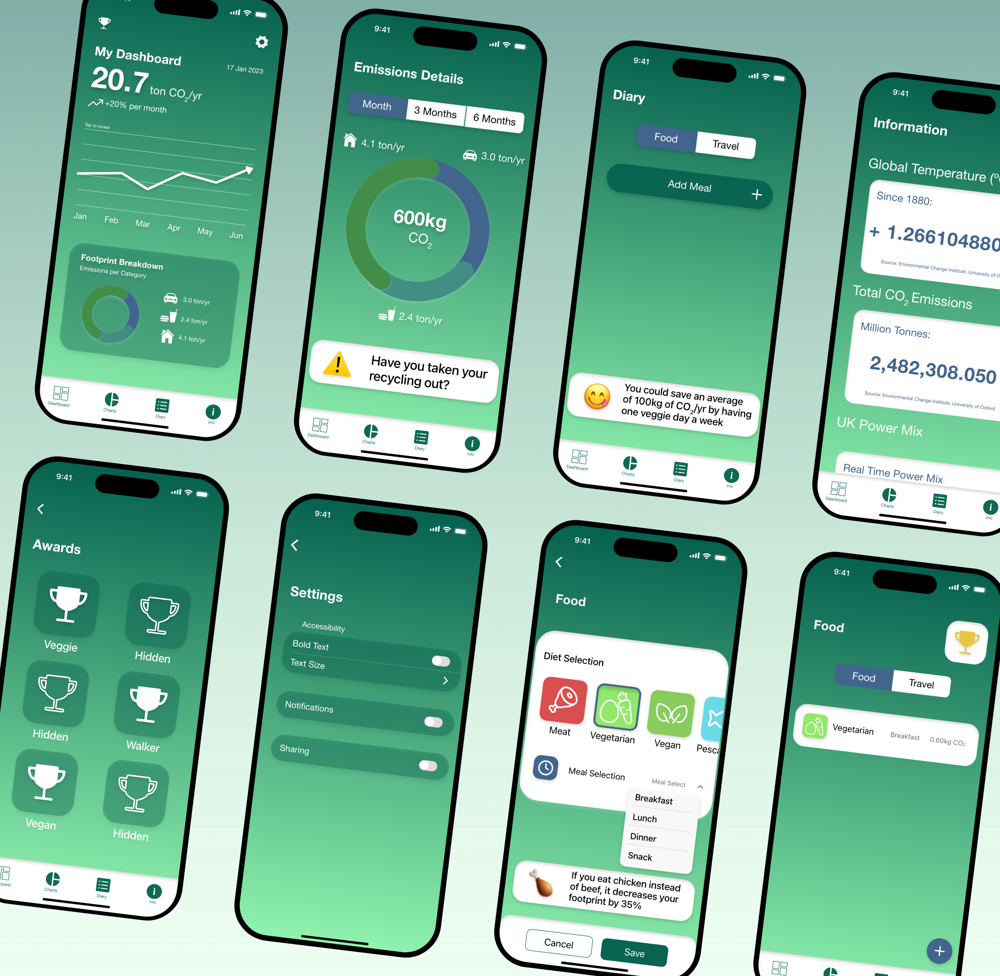 My Dashboard
17 Jan 2023
20.7 ton CO2/yr
+20% per month
Tap to reveal
Jan Feb Mar Apr May Jun
Footprint Breakdown
Emissions per Category
3.0 ton/yr
2.4 ton/yr
4.1 ton/yr
Dashboard Charts Diary Info
9:41
Emissions Details
Month 3 Months 6 Months
4.1 ton/yr
3.0 ton/yr
600kg
CO2
2.4 ton/yr
Have you taken your
recycling out?
Dashboard Charts Diary Info
9:41
Diary
Food Travel
Add Meal +
You could save an average
of 100kg of CO2/yr by having
one veggie day a week
Dashboard Charts Diary Info
9:41
Information
Global Temperature (º
Since 1880:
+ 1.266104880
Source: Environmental Change Institute, University of O
Total CO2 Emissions
Million Tonnes:
2,482,308.050
Source: Environmental Change Institute, University of Oxford
UK Power Mix
Real Time Power Mix
Dashboard Charts Diary Info
9:41
Awards
Veggie
Hidden
Hidden
Walker
Vegan
Hidden
board Charts Diary Info
9:41
Settings
Accessibility
Bold Text
Text Size
Notifications
Sharing
9:41
Food
Diet Selection
Meat Vegetarian Vegan Pesca
Meal Selection Meal Select
Breakfast
Lunch
Dinner
Snack
If you eat chicken instead
of beef, it decreases your
footprint by 35%
Cancel Save
9:41
Food
Food Travel
Vegetarian Breakfast 0.60kg CO₂
+